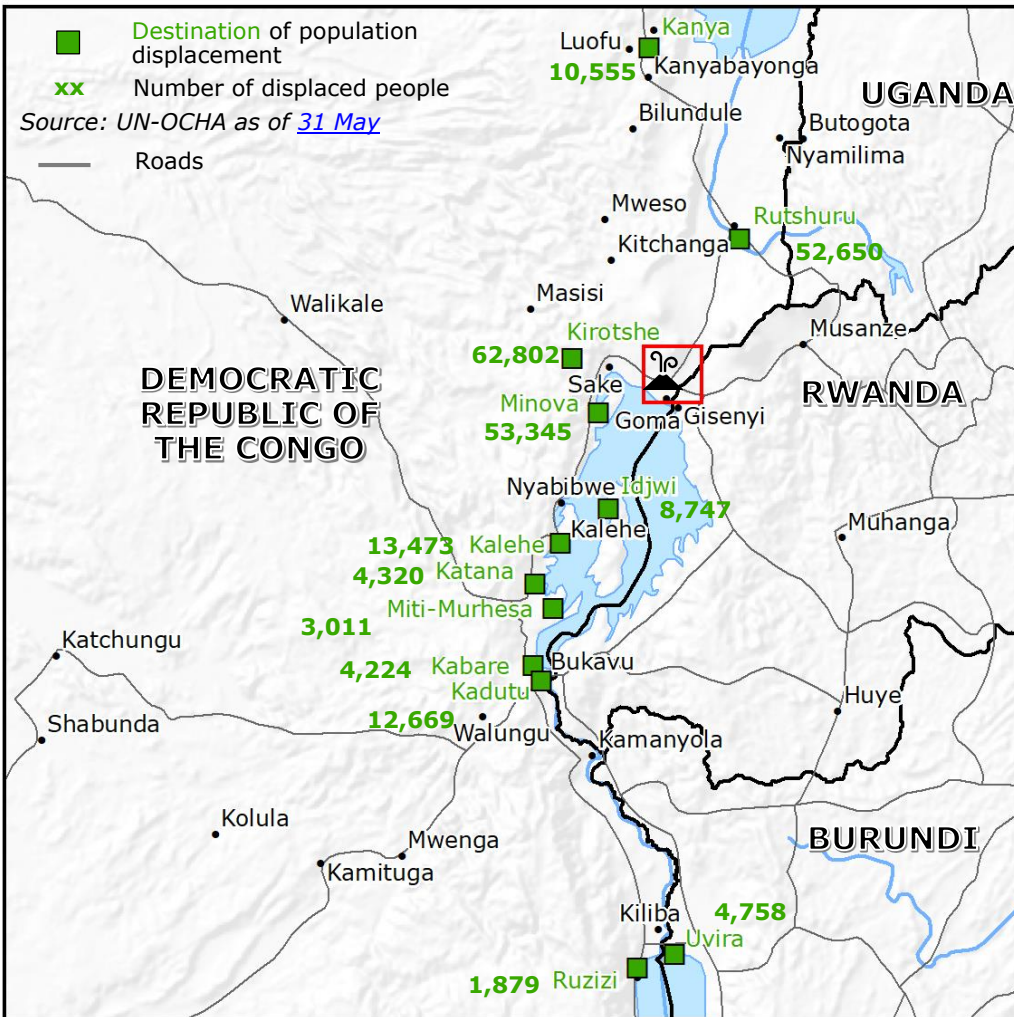 Destination of population
displacement
xx Number of displaced people
Source: UN-OCHA as of 31 May
Roads
Kanya
Luofu
10,555
Kanyabayonga
UGANDA
Bilundule
Butogota
Nyamilima
Mweso
Rutshuru
Kitchanga
52,650
Masisi
Walikale
Kirotshe
Musanze
62,802
DEMOCRATIC
REPUBLIC OF
THE CONGO
Sake
RWANDA
Minova
Goma
Gisenyi
53,345
Nyabibwe
Idjwi
8,747
Kalehe
Muhanga
13,473
Kalehe
4,320
Katana
Miti-Murhesa
3,011
Katchungu
4,224
Kabare
Bukavu
Kadutu
Huye
12,669
Shabunda
Walungu
Kamanyola
Kolula
Mwenga
BURUNDI
Kamituga
Kiliba
4,758
Uvira
1,879
Ruzizi